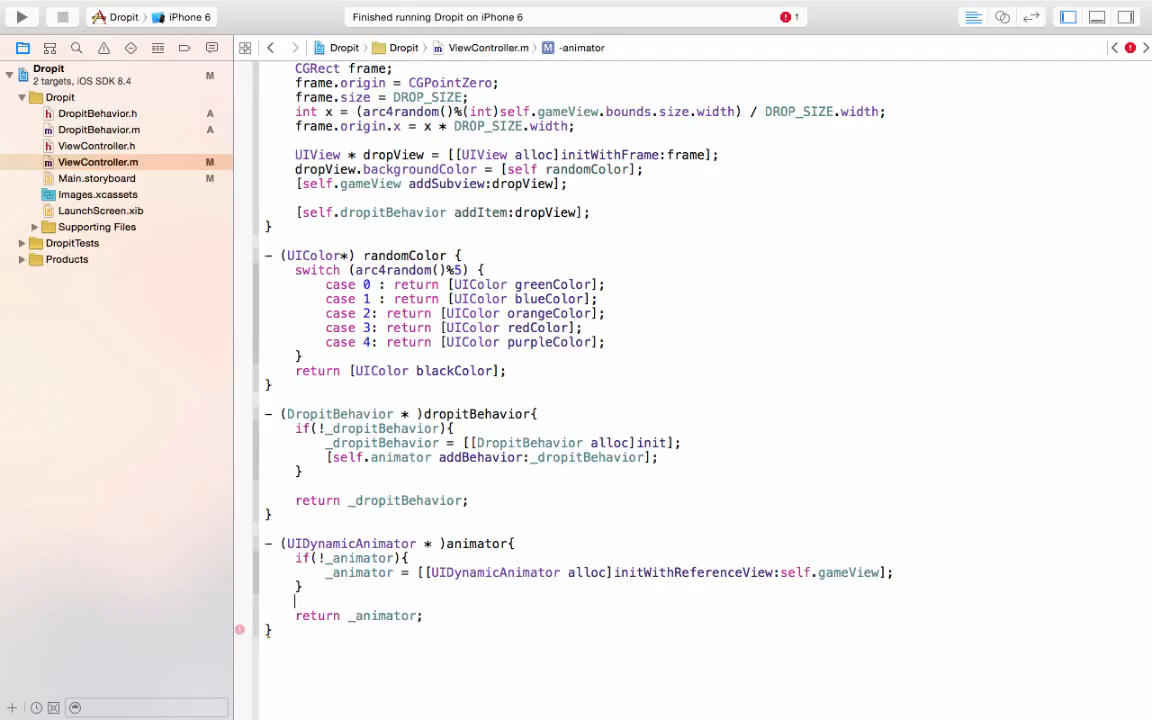 Dropit
iPhone 6
Finished running Dropit on iPhone 6
1
Dropit
Dropit
ViewController.m
M
-animator
Dropit
2 targets, iOS SDK 8.4
M
Dropit
DropitBehavior.h
A
DropitBehavior.m
A
ViewController.h
ViewController.m
M
Main.storyboard
M
Images.xcassets
LaunchScreen.xib
Supporting Files
DropitTests
Products
CGRect frame;
frame.origin = CGPointZero;
frame.size = DROP_SIZE;
int x = (arc4random()%(int)self.gameView.bounds.size.width) / DROP_SIZE.width;
frame.origin.x = x * DROP_SIZE.width;
UIView * dropView = [[UIView alloc]initWithFrame:frame];
dropView.backgroundColor = [self randomColor];
[self.gameView addSubview:dropView];
[self.dropitBehavior addItem:dropView];
}
- (UIColor*) randomColor {
switch (arc4random()%5) {
case 0 : return [UIColor greenColor];
case 1 : return [UIColor blueColor];
case 2: return [UIColor orangeColor];
case 3: return [UIColor redColor];
case 4: return [UIColor purpleColor];
}
return [UIColor blackColor];
}
- (DropitBehavior * )dropitBehavior{
if(!_dropitBehavior){
_dropitBehavior = [[DropitBehavior alloc]init];
[self.animator addBehavior:_dropitBehavior];
}
return _dropitBehavior;
}
- (UIDynamicAnimator * )animator{
if(!_animator){
_animator = [[UIDynamicAnimator alloc]initWithReferenceView:self.gameView];
}
return _animator;
}